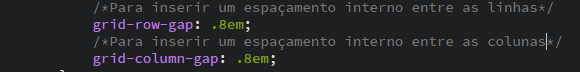 /*Para inserir um espaçamento interno entre as linhas*/
grid-row-gap: .8em;
/*Para inserir um espaçamento interno entre as colunas*/
grid-column-gap: .8em;